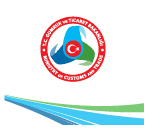 T.C. GÜMRÜK ve TİCARET BAKANLIĞI
MINISTRY of CUSTOMS and TRADE